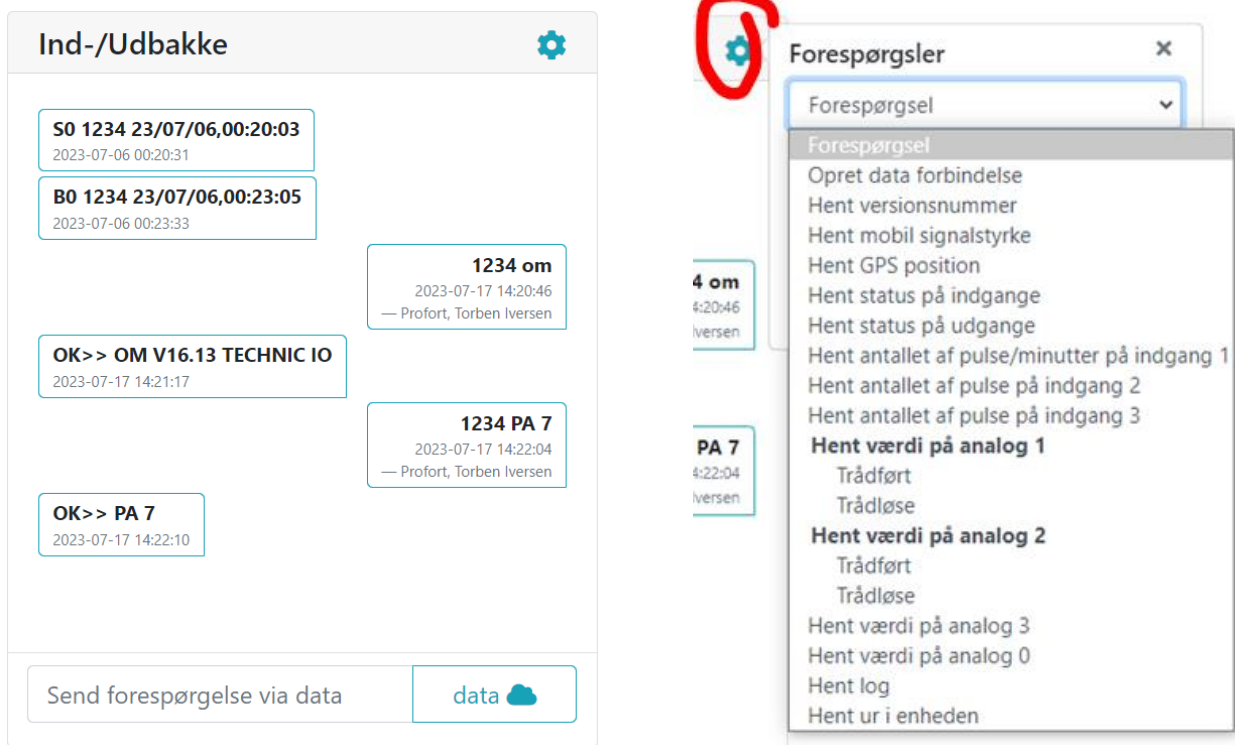 Ind-/Udbakke
S0 1234 23/07/06,00:20:03
2023-07-06 00:20:31
B0 1234 23/07/06,00:23:05
2023-07-06 00:23:33
1234 om
2023-07-17 14:20:46
— Profort, Torben Iversen
OK>> OM V16.13 TECHNIC IO
2023-07-17 14:21:17
1234 PA 7
2023-07-17 14:22:04
— Profort, Torben Iversen
OK>> PA 7
2023-07-17 14:22:10
Send forespørgelse via data
data
Forespørgsler
Forespørgsel
Forespørgsel
Opret data forbindelse
Hent versionsnummer
Hent mobil signalstyrke
Hent GPS position
Hent status på indgange
Hent status på udgange
Hent antallet af pulse/minutter på indgang 1
Hent antallet af pulse på indgang 2
Hent antallet af pulse på indgang 3
Hent værdi på analog 1
Trådført
Trådløse
Hent værdi på analog 2
Trådført
Trådløse
Hent værdi på analog 3
Hent værdi på analog 0
Hent log
Hent ur i enheden
4 om
4:20:46
Iversen
PA 7
4:22:04
Iversen